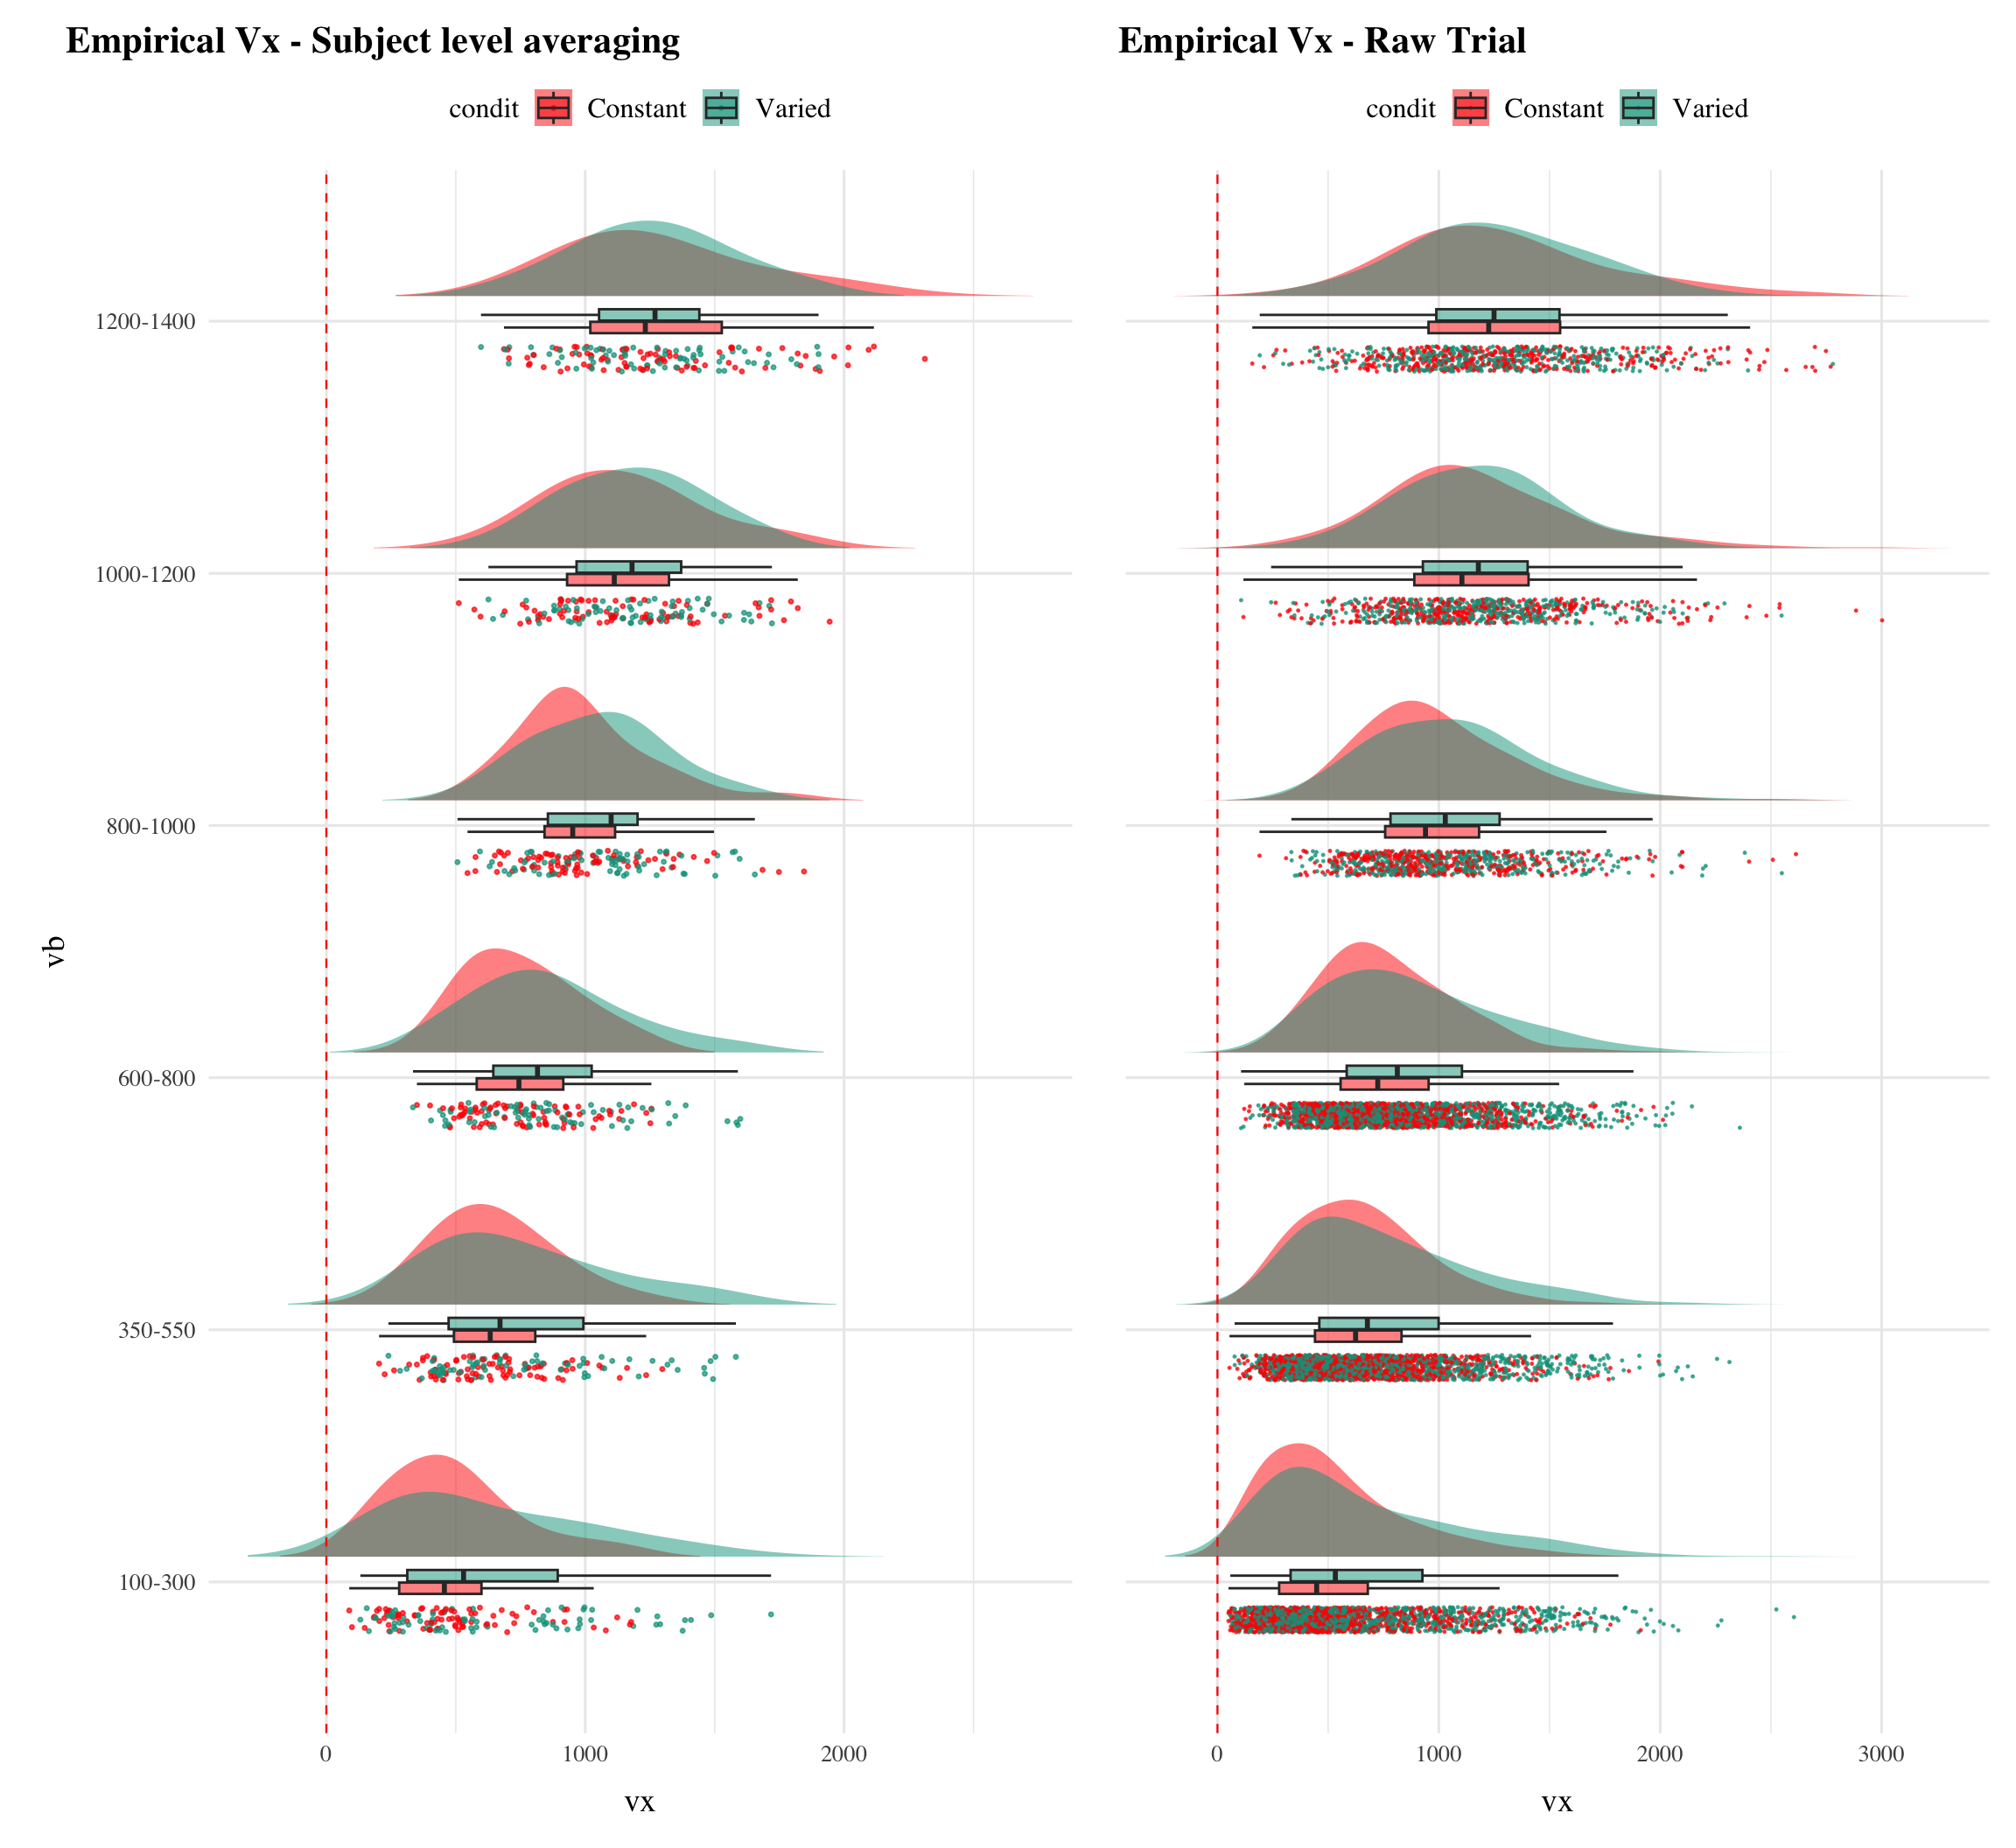 Empirical Vx - Subject level averaging
condit Constant Varied
1200-1400
1000-1200
800-1000
600-800
350-550
100-300
vb
0 1000 2000
vx
Empirical Vx - Raw Trial
condit Constant Varied
0 1000 2000 3000
vx